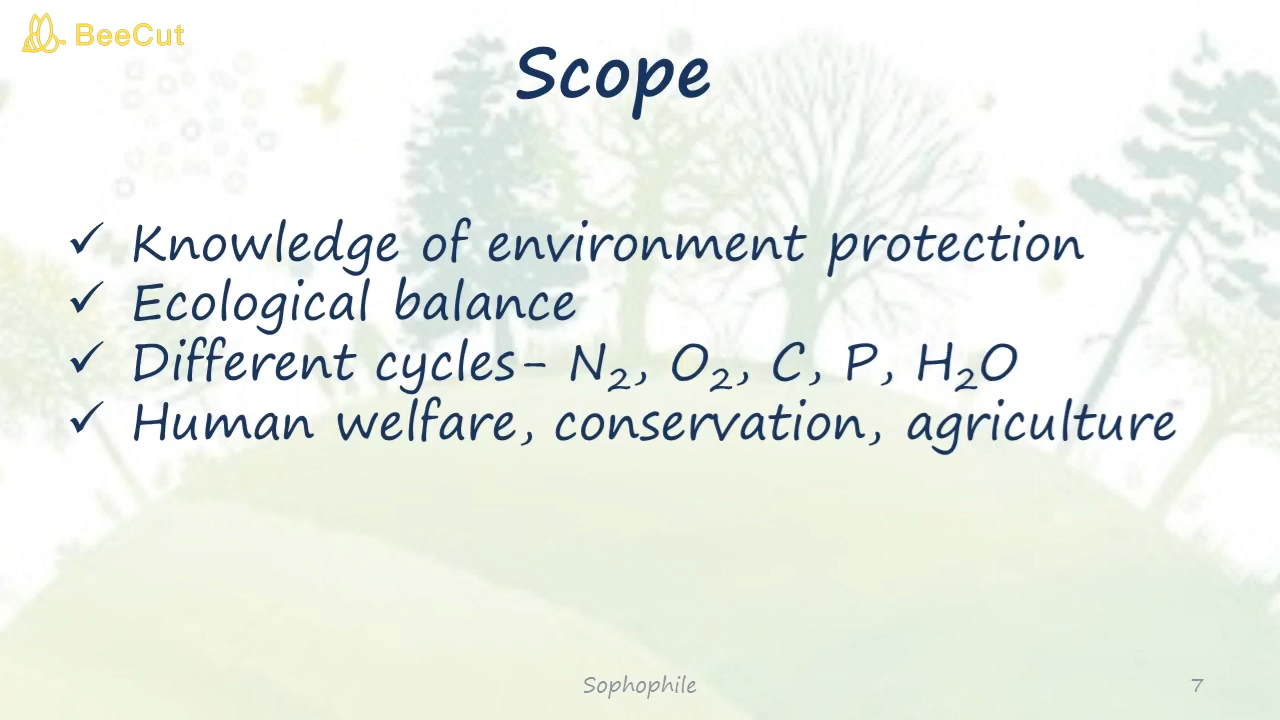 BeeCut
Scope
✓ Knowledge of environment protection
✓ Ecological balance
✓ Different cycles- N₂, O₂, C, P, H₂O
✓ Human welfare, conservation, agriculture
Sophophile
7